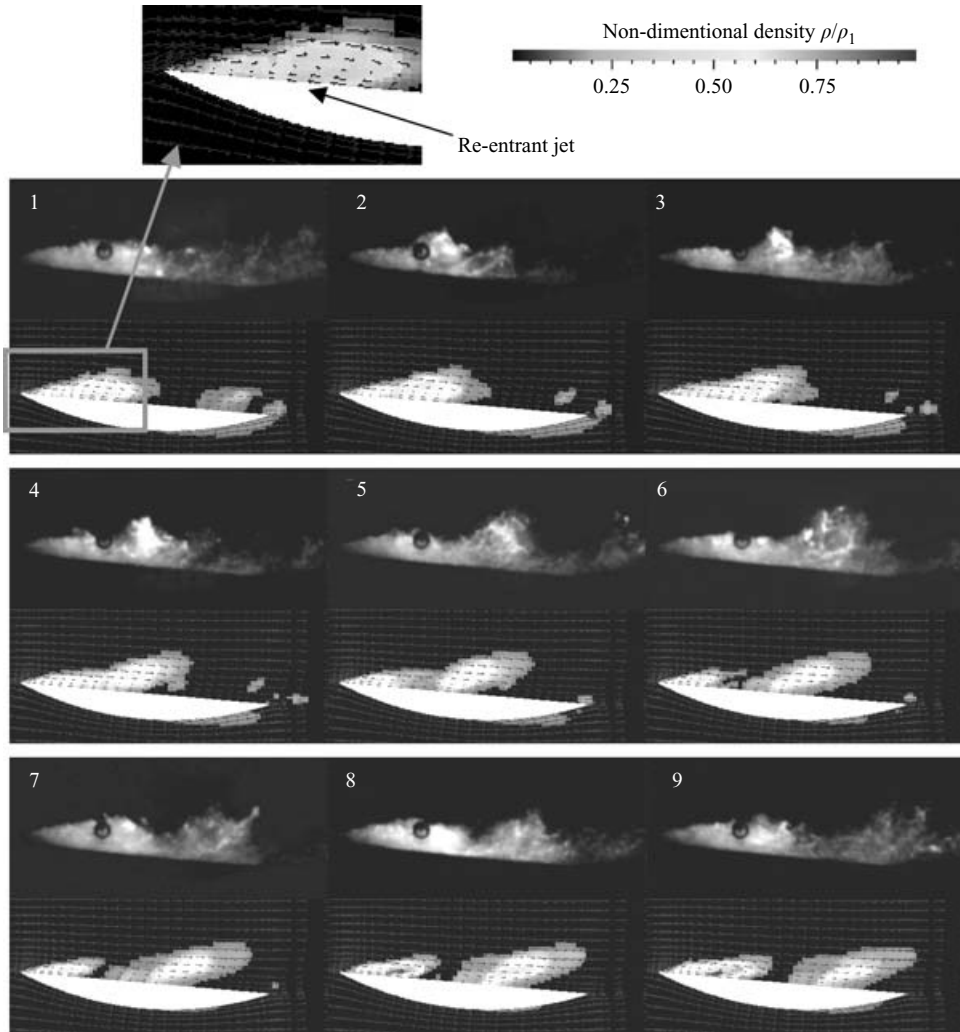 Non-dimentional density ρ/ρ1
0.25 0.50 0.75
Re-entrant jet
1 2 3
4 5 6
7 8 9